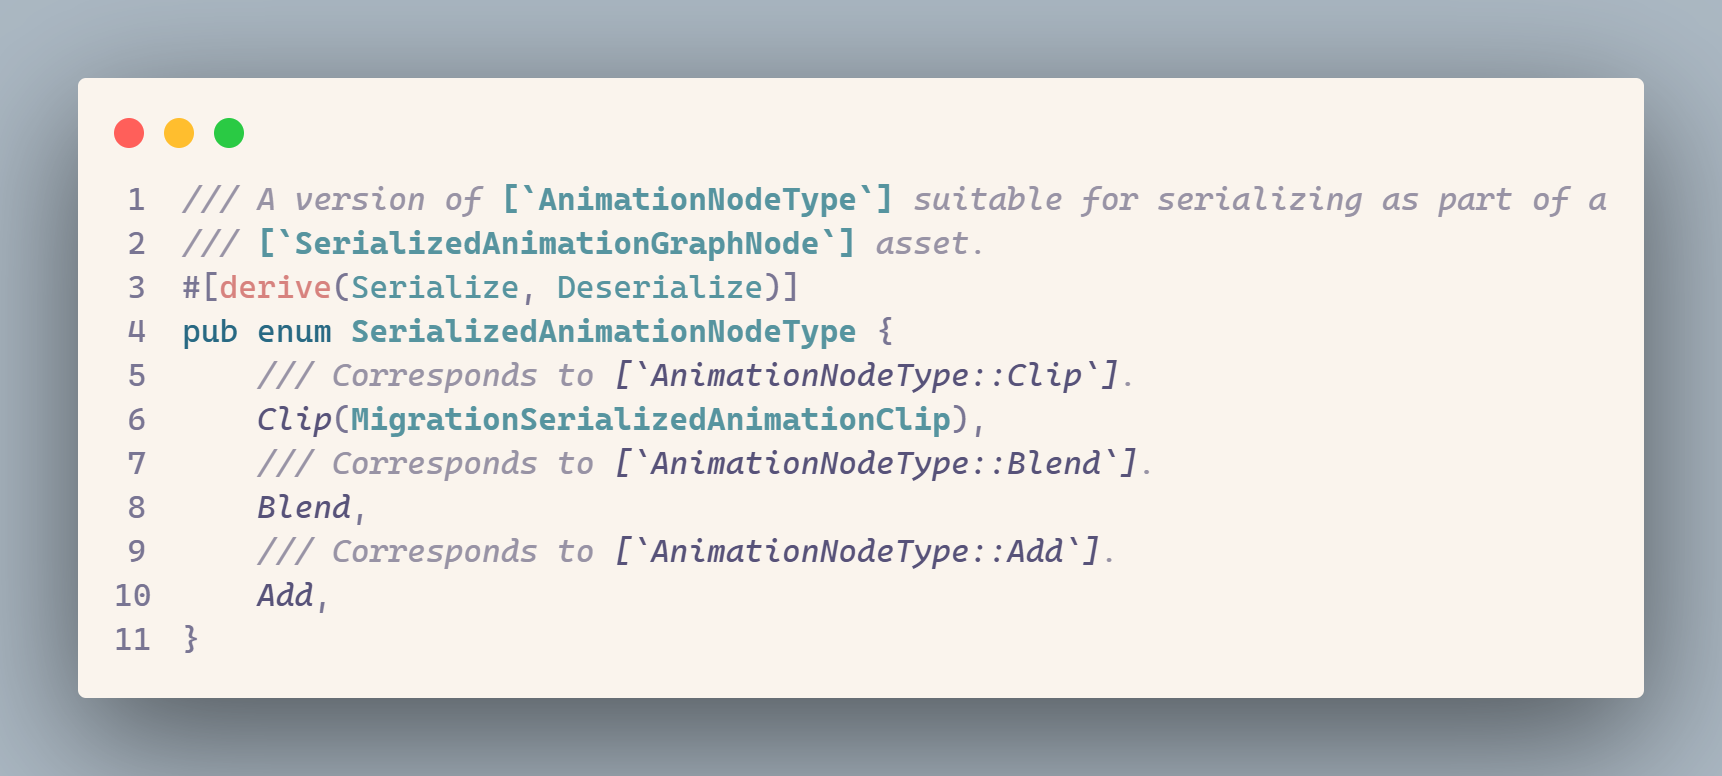 1 /// A version of [`AnimationNodeType`] suitable for serializing as part of a
2 /// [`SerializedAnimationGraphNode`] asset.
3 #[derive(Serialize, Deserialize)]
4 pub enum SerializedAnimationNodeType {
5     /// Corresponds to [`AnimationNodeType::Clip`].
6     Clip(MigrationSerializedAnimationClip),
7     /// Corresponds to [`AnimationNodeType::Blend`].
8     Blend,
9     /// Corresponds to [`AnimationNodeType::Add`].
10     Add,
11 }